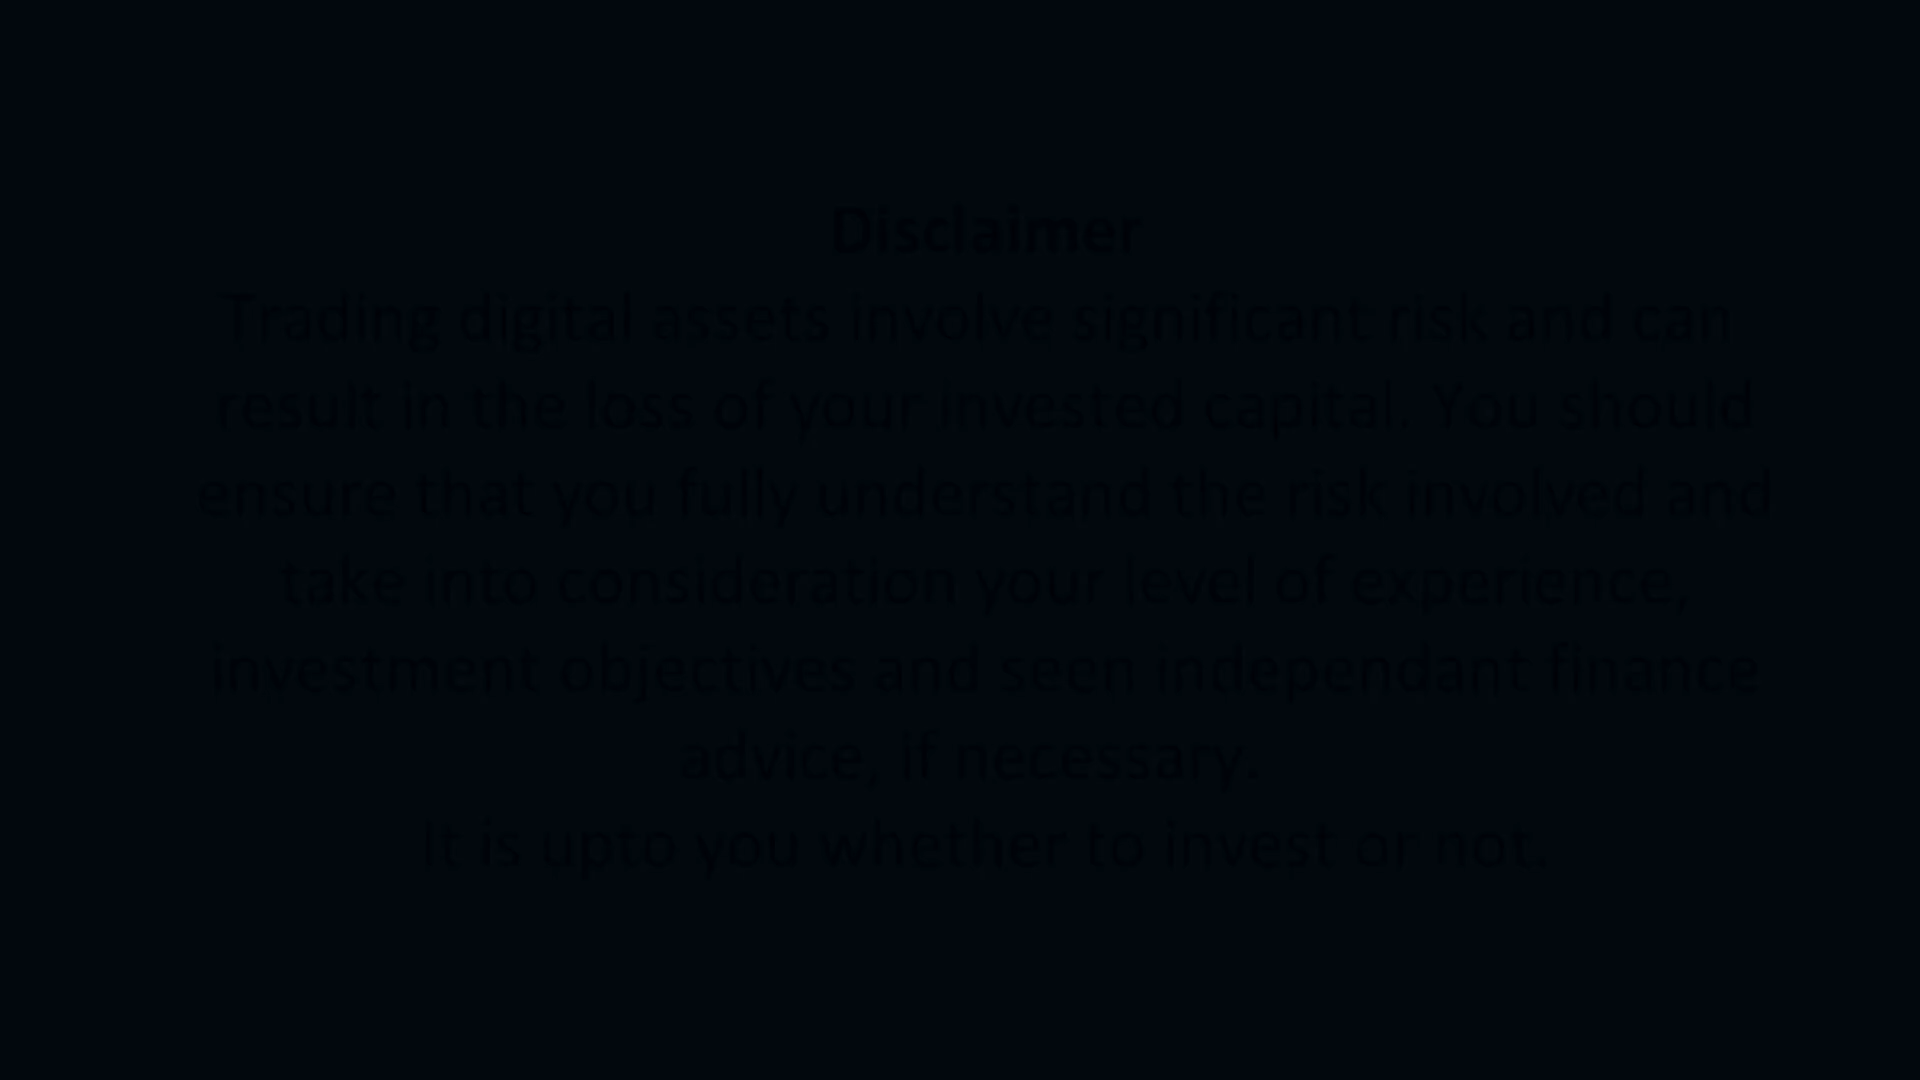 Disclaimer
Trading digital assets involve significant risk and can
result in the loss of your invested capital. You should
ensure that you fully understand the risk involved and
take into consideration your level of experience,
investment objectives and seen independant finance
advice, if necessary.
It is upto you whether to invest or not.